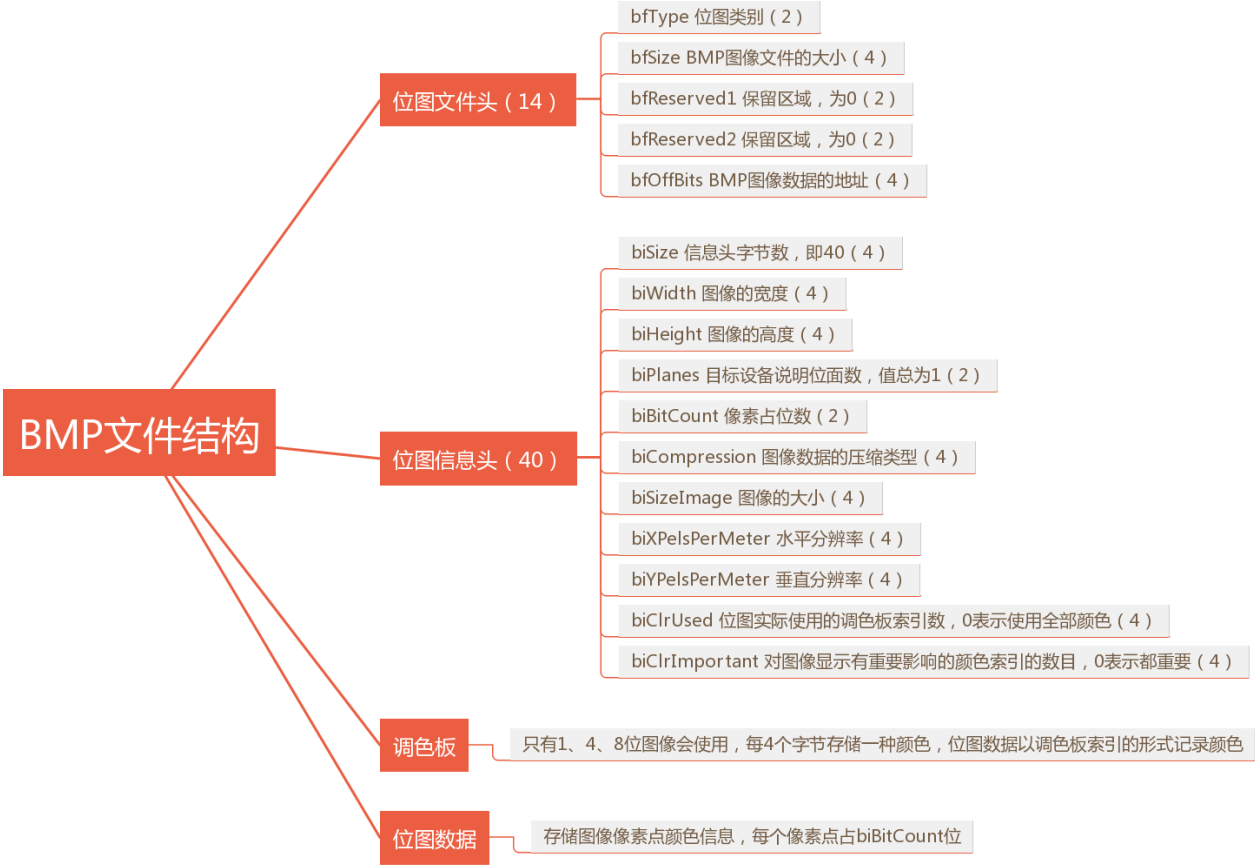 BMP文件结构
位图文件头（14）
bfType 位图类别（2）
bfSize BMP图像文件的大小（4）
bfReserved1 保留区域，为0（2）
bfReserved2 保留区域，为0（2）
bfOffBits BMP图像数据的地址（4）
位图信息头（40）
biSize 信息头字节数，即40（4）
biWidth 图像的宽度（4）
biHeight 图像的高度（4）
biPlanes 目标设备说明位面数，值总为1（2）
biBitCount 像素占位数（2）
biCompression 图像数据的压缩类型（4）
biSizeImage 图像的大小（4）
biXPelsPerMeter 水平分辨率（4）
biYPelsPerMeter 垂直分辨率（4）
biClrUsed 位图实际使用的调色板索引数，0表示使用全部颜色（4）
biClrImportant 对图像显示有重要影响的颜色索引的数目，0表示都重要（4）
调色板
只有1、4、8位图像会使用，每4个字节存储一种颜色，位图数据以调色板索引的形式记录颜色
位图数据
存储图像像素点颜色信息，每个像素点占biBitCount位